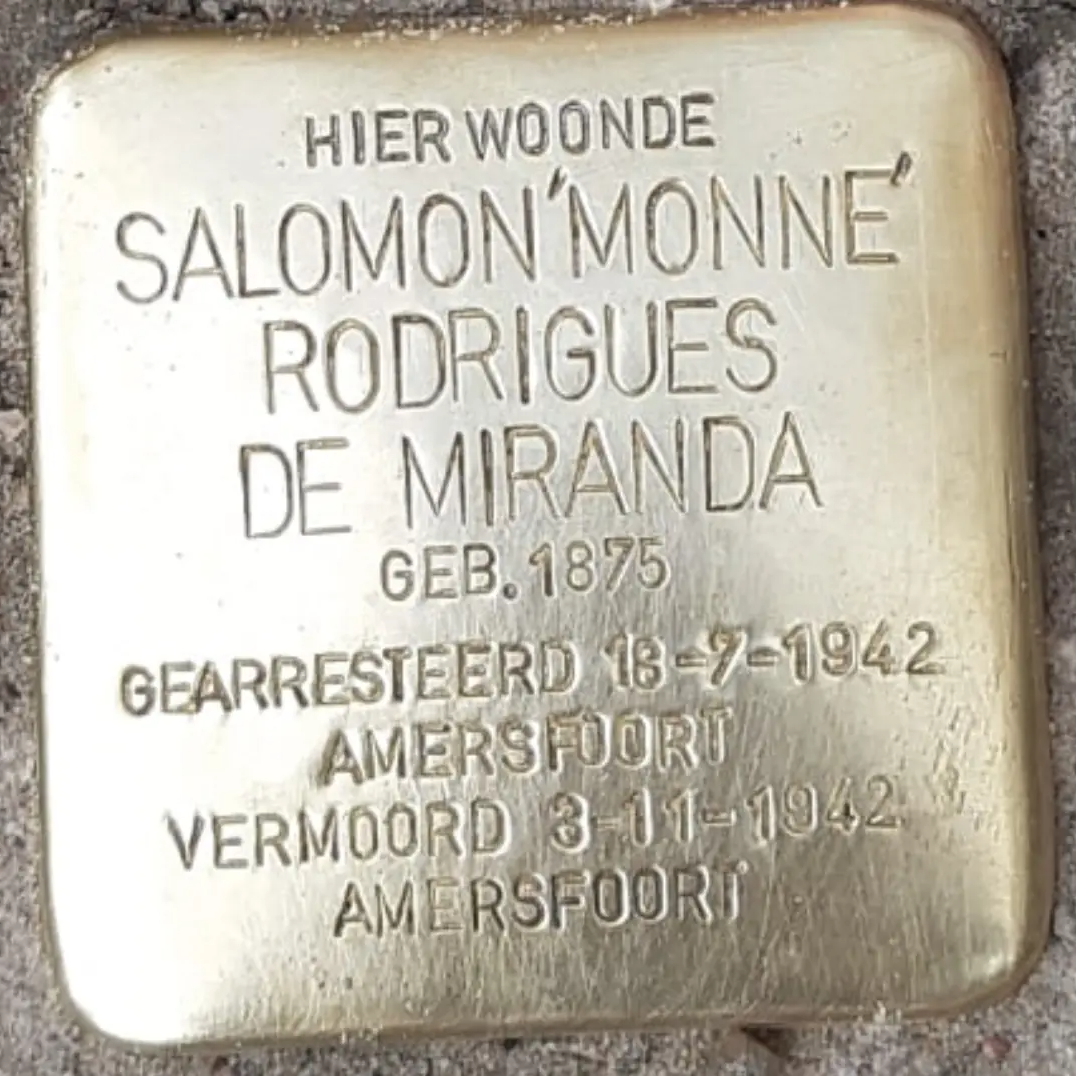 HIER WOONDE
SALOMON 'MONNE'
RODRIGUES
DE MIRANDA
GEB. 1875
GEARRESTEERD 18-7-1942
AMERSFOORT
VERMOORD 3-11-1942
AMERSFOORT